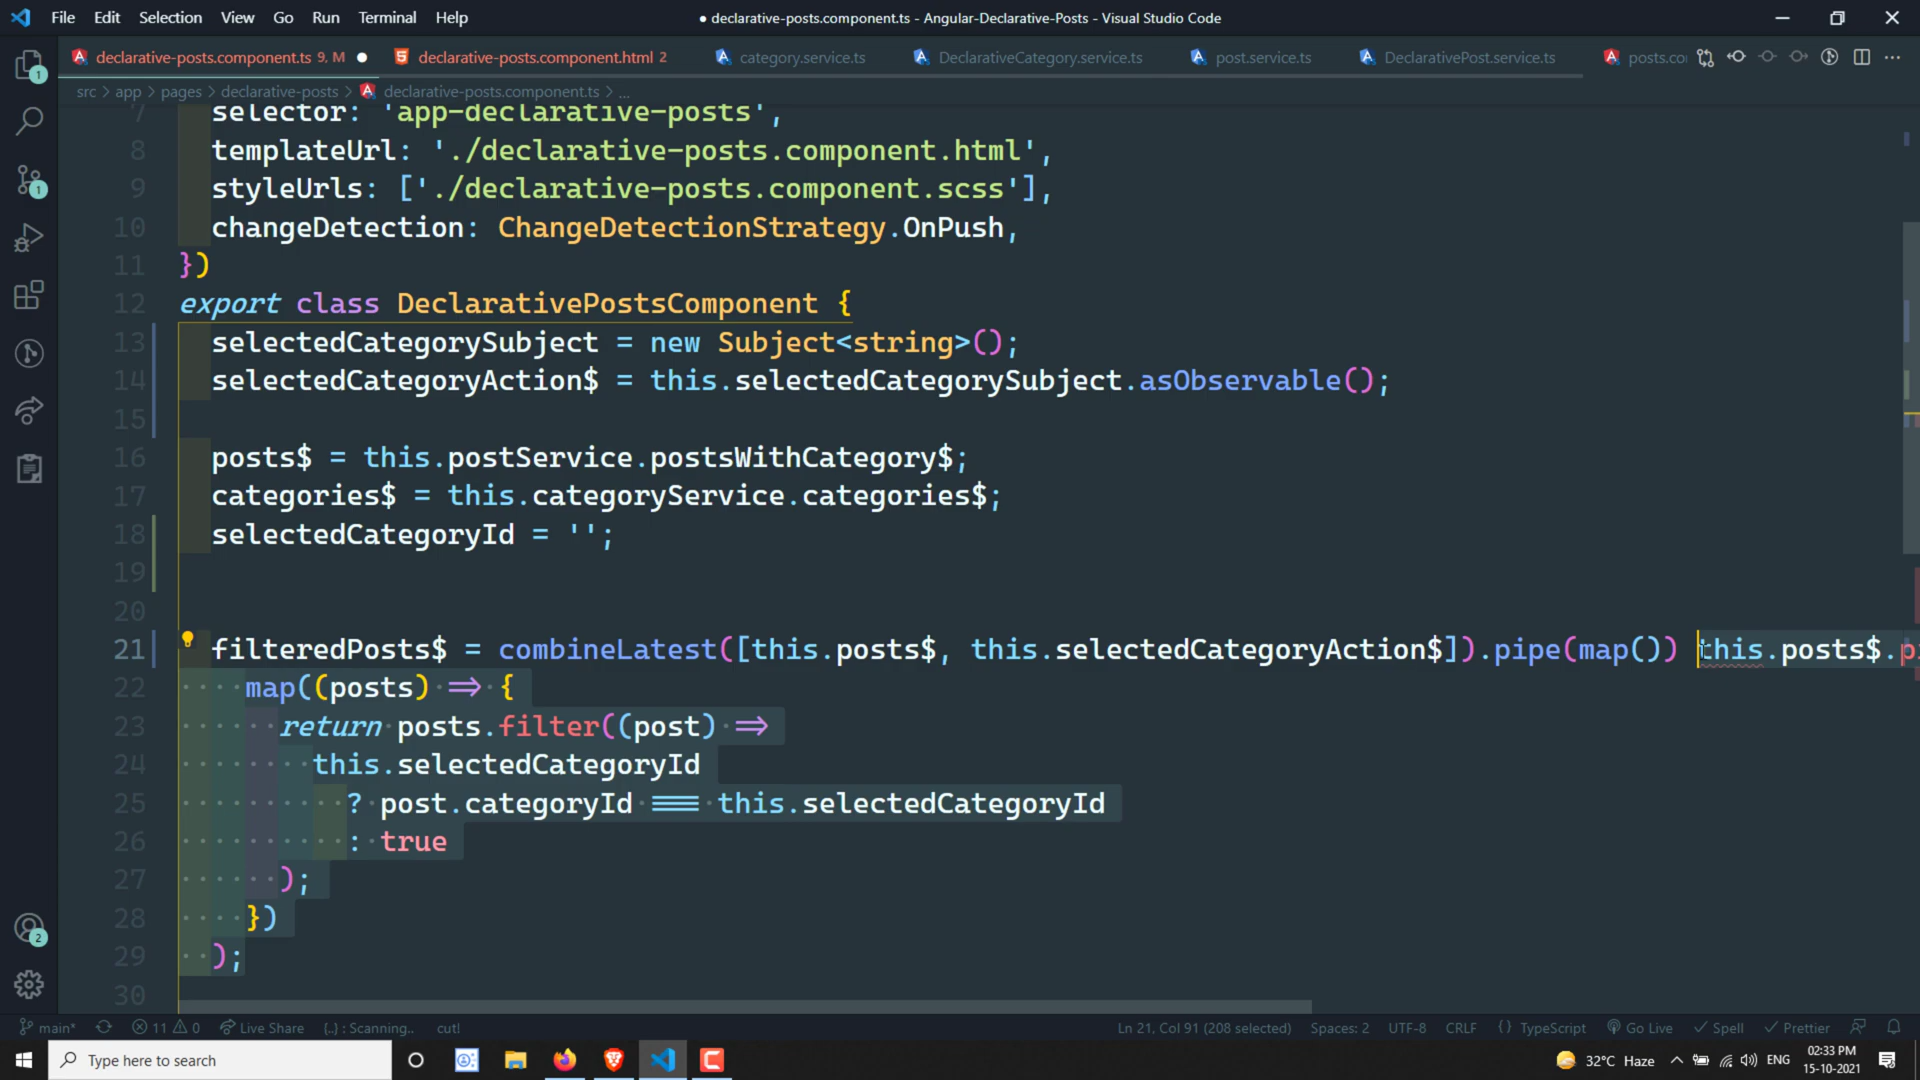 File Edit Selection View Go Run Terminal Help
● declarative-posts.component.ts - Angular-Declarative-Posts - Visual Studio Code
declarative-posts.component.ts 9, M ●
declarative-posts.component.html 2
category.service.ts
DeclarativeCategory.service.ts
post.service.ts
DeclarativePost.service.ts
posts.co
src > app > pages > declarative-posts > declarative-posts.component.ts > ...
7 selector: 'app-declarative-posts',
8 templateUrl: './declarative-posts.component.html',
9 styleUrls: ['./declarative-posts.component.scss'],
10 changeDetection: ChangeDetectionStrategy.OnPush,
11 })
12 export class DeclarativePostsComponent {
13 selectedCategorySubject = new Subject<string>();
14 selectedCategoryAction$ = this.selectedCategorySubject.asObservable();
15
16 posts$ = this.postService.postsWithCategory$;
17 categories$ = this.categoryService.categories$;
18 selectedCategoryId = '';
19
20
21 filteredPosts$ = combineLatest([this.posts$, this.selectedCategoryAction$]).pipe(map()) this.posts$.p
22 map((posts) => {
23 return posts.filter((post) =>
24 this.selectedCategoryId
25 ? post.categoryId === this.selectedCategoryId
26 : true
27 );
28 })
29 );
30
1
1
2
main* 11 0 Live Share {..} : Scanning.. cut!
Ln 21, Col 91 (208 selected) Spaces: 2 UTF-8 CRLF {} TypeScript Go Live Spell Prettier
Type here to search
32°C Haze
ENG
02:33 PM
15-10-2021